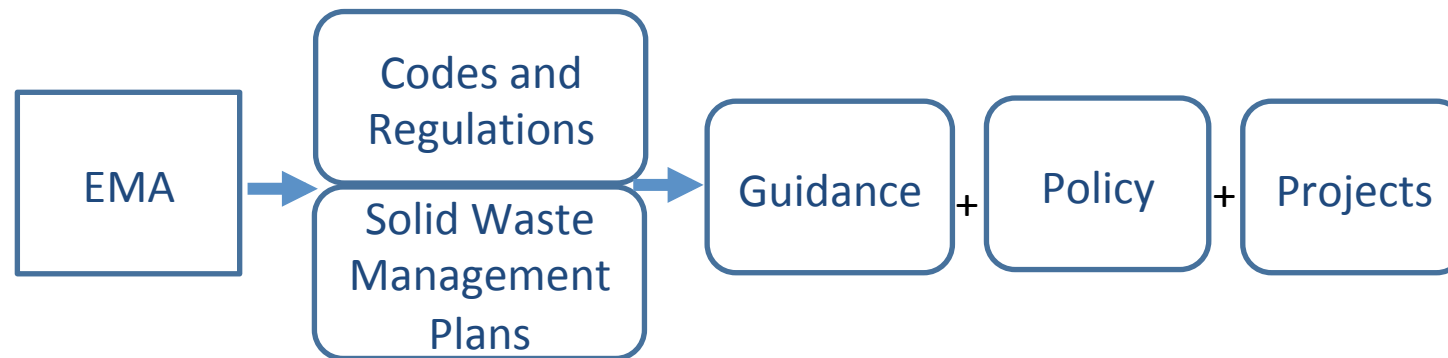 EMA
Codes and
Regulations
Solid Waste
Management
Plans
Guidance
+
Policy
+
Projects